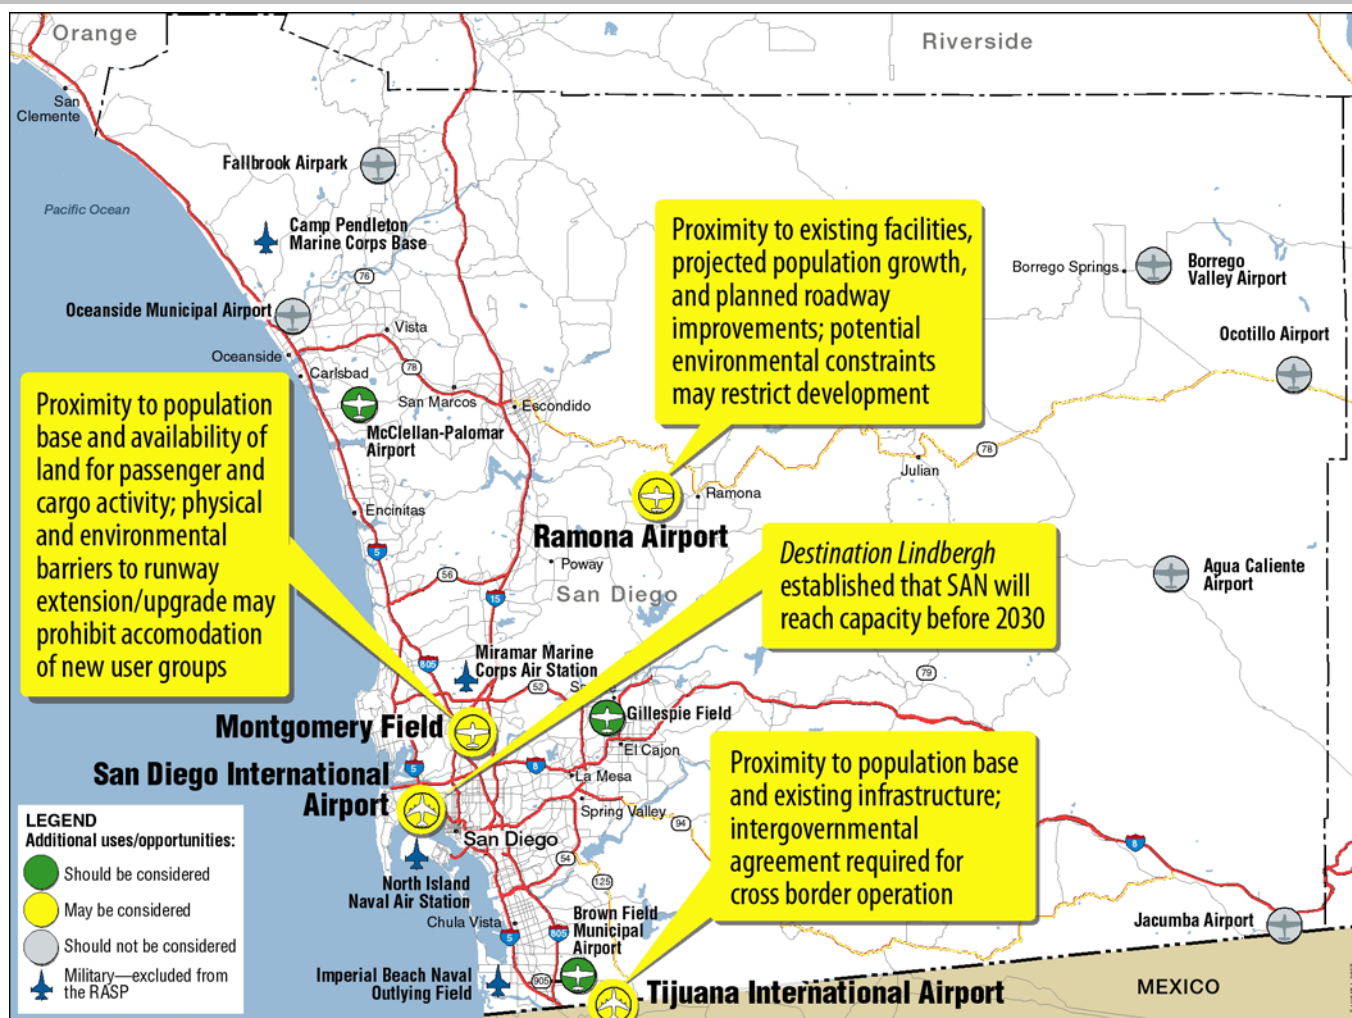 Orange
Riverside
San
Clemente
Fallbrook Airpark
Pacific Ocean
Camp Pendleton
Marine Corps Base
76
Proximity to existing facilities,
projected population growth,
and planned roadway
improvements; potential
environmental constraints
may restrict development
Borrego Springs
Borrego
Valley Airport
Oceanside Municipal Airport
Vista
Ocotillo Airport
Oceanside
Carlsbad
78
San Marcos
Escondido
McClellan-Palomar
Airport
Proximity to population
base and availability of
land for passenger and
cargo activity; physical
and environmental
barriers to runway
extension/upgrade may
prohibit accomodation
of new user groups
78
Julian
Ramona
Encinitas
Ramona Airport
5
56
Poway
15
San Diego
Destination Lindbergh
established that SAN will
reach capacity before 2030
Agua Caliente
Airport
Miramar Marine
Corps Air Station
805
52
79
Montgomery Field
Gillespie Field
El Cajon
San Diego International
Airport
5
8
La Mesa
Spring Valley
94
Proximity to population base
and existing infrastructure;
intergovernmental
agreement required for
cross border operation
8
San Diego
54
125
North Island
Naval Air Station
Chula Vista
5
805
Brown Field
Municipal
Airport
Jacumba Airport
Imperial Beach Naval
Outlying Field
905
Tijuana International Airport
MEXICO
LEGEND
Additional uses/opportunities:
Should be considered
May be considered
Should not be considered
Military—excluded from
the RASP